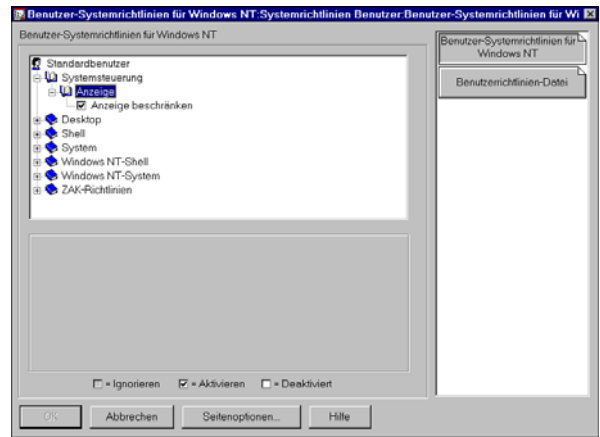 Benutzer-Systemrichtlinien für Windows NT:Systemrichtlinien Benutzer:Benutzer-Systemrichtlinien für Wi
Benutzer-Systemrichtlinien für Windows NT
Standardbenutzer
Systemsteuerung
Anzeige
Anzeige beschränken
Desktop
Shell
System
Windows NT-Shell
Windows NT-System
ZAK-Richtlinien
= Ignorieren = Aktivieren = Deaktiviert
OK Abbrechen Seitenoptionen... Hilfe
Benutzer-Systemrichtlinien für
Windows NT
Benutzerrichtlinien-Datei